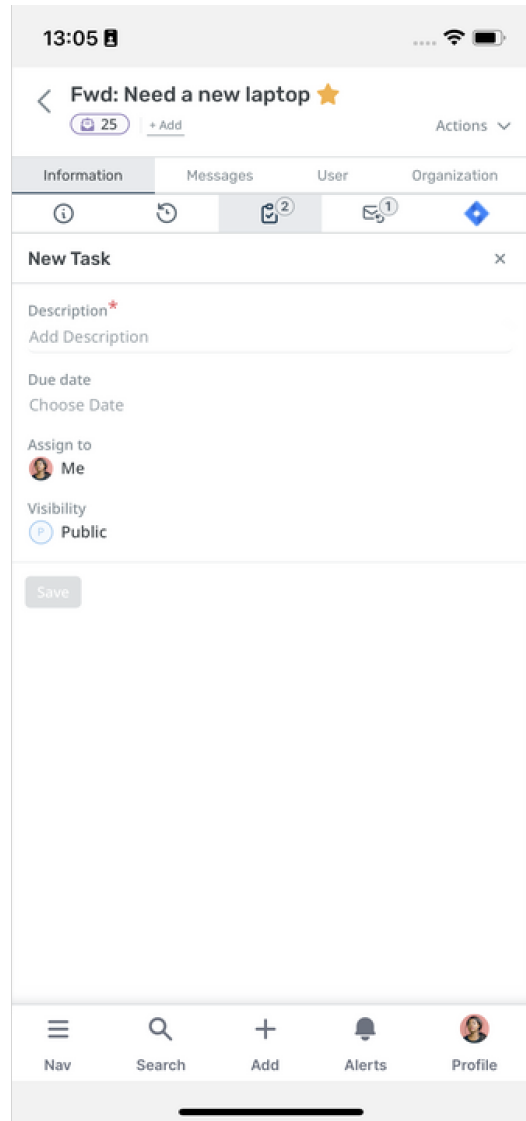 13:05
Fwd: Need a new laptop
25 + Add Actions
Information Messages User Organization
2 1
New Task ×
Description*
Add Description
Due date
Choose Date
Assign to
Me
Visibility
P Public
Save
Nav Search Add Alerts Profile